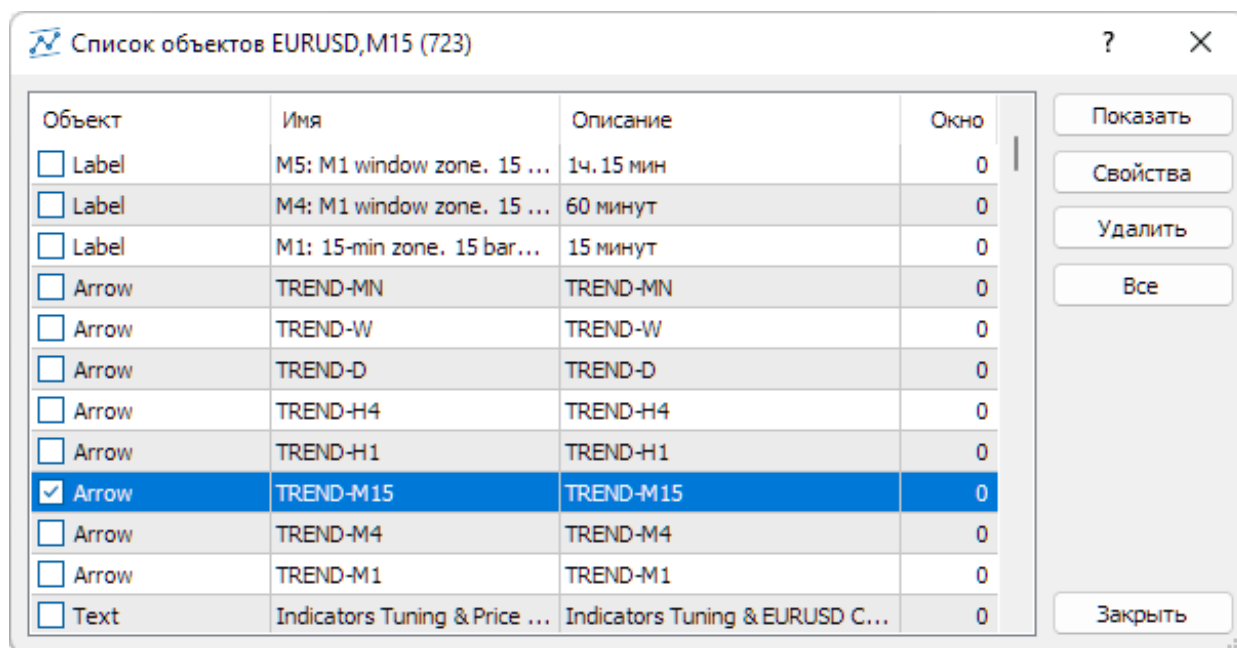 Список объектов EURUSD,M15 (723) ?
Объект Имя Описание Окно
Label M5: M1 window zone. 15 ... 1ч.15 мин 0
Label M4: M1 window zone. 15 ... 60 минут 0
Label M1: 15-min zone. 15 bar... 15 минут 0
Arrow TREND-MN TREND-MN 0
Arrow TREND-W TREND-W 0
Arrow TREND-D TREND-D 0
Arrow TREND-H4 TREND-H4 0
Arrow TREND-H1 TREND-H1 0
Arrow TREND-M15 TREND-M15 0
Arrow TREND-M4 TREND-M4 0
Arrow TREND-M1 TREND-M1 0
Text Indicators Tuning & Price ... Indicators Tuning & EURUSD C... 0
Показать
Свойства
Удалить
Все
Закрыть